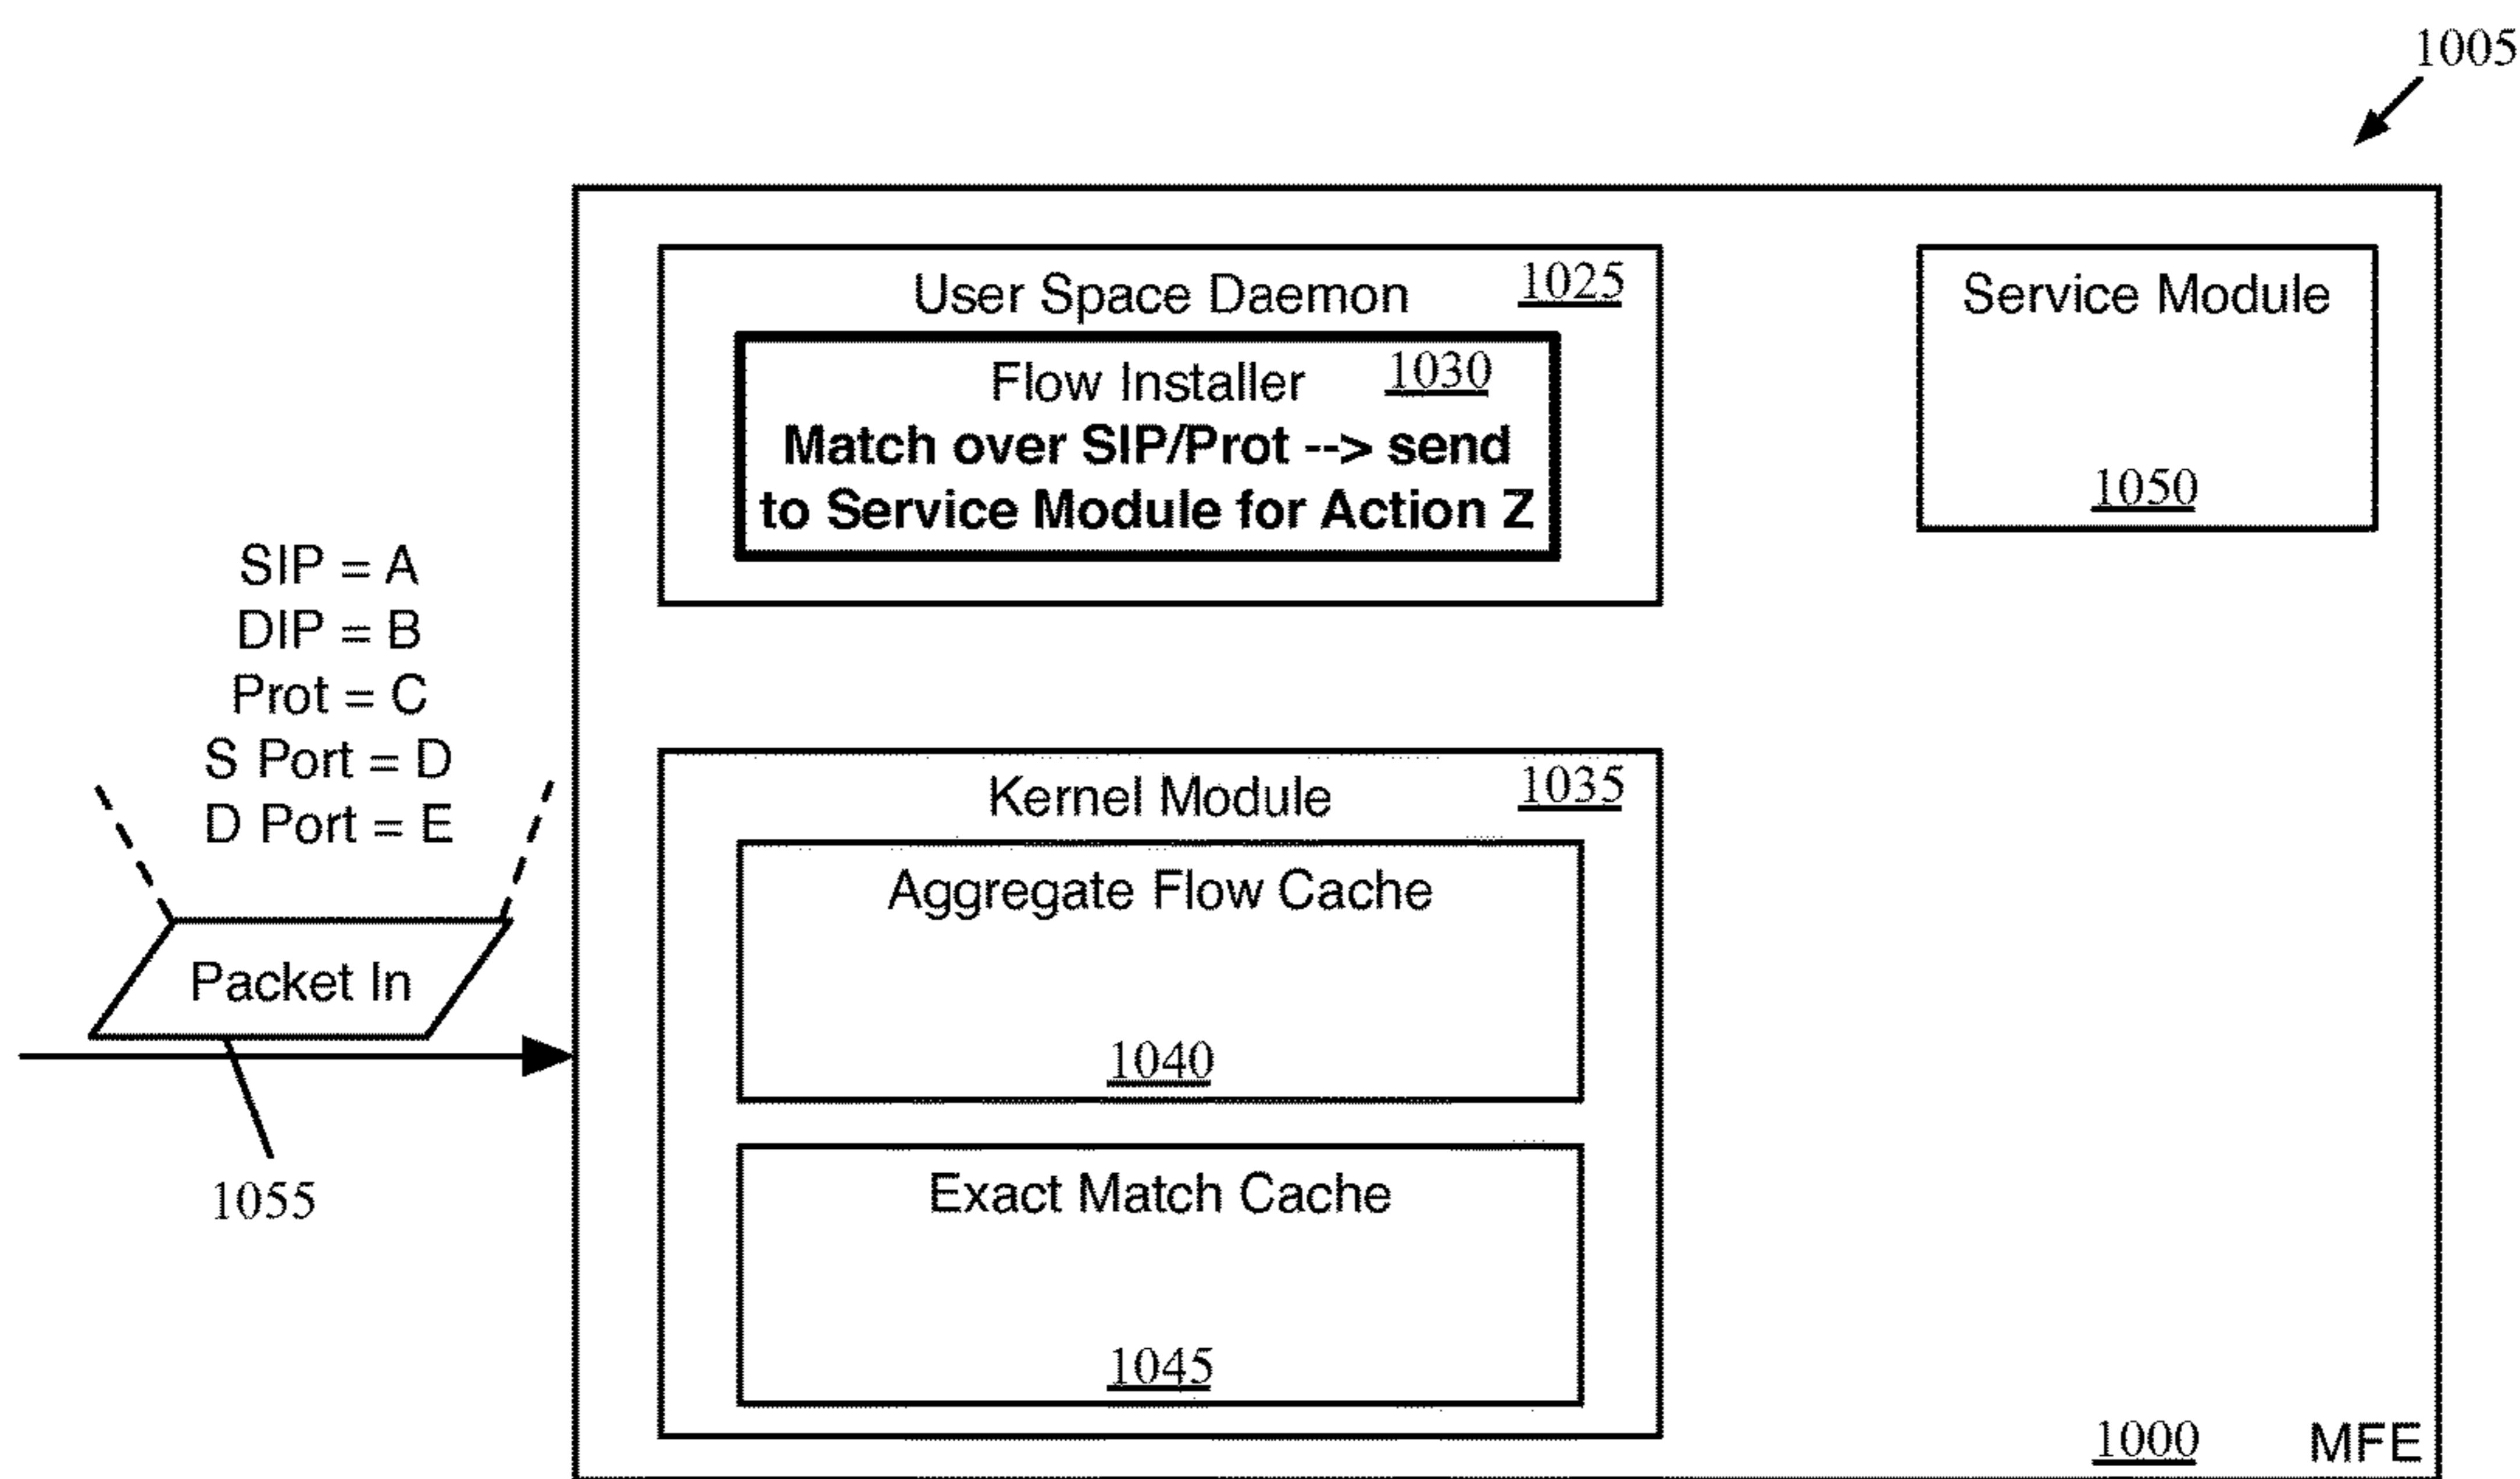 1005
User Space Daemon 1025
Flow Installer 1030
Match over SIP/Prot --> send
to Service Module for Action Z
Service Module
1050
SIP = A
DIP = B
Prot = C
S Port = D
D Port = E
Packet In
1055
Kernel Module 1035
Aggregate Flow Cache
1040
Exact Match Cache
1045
1000 MFE